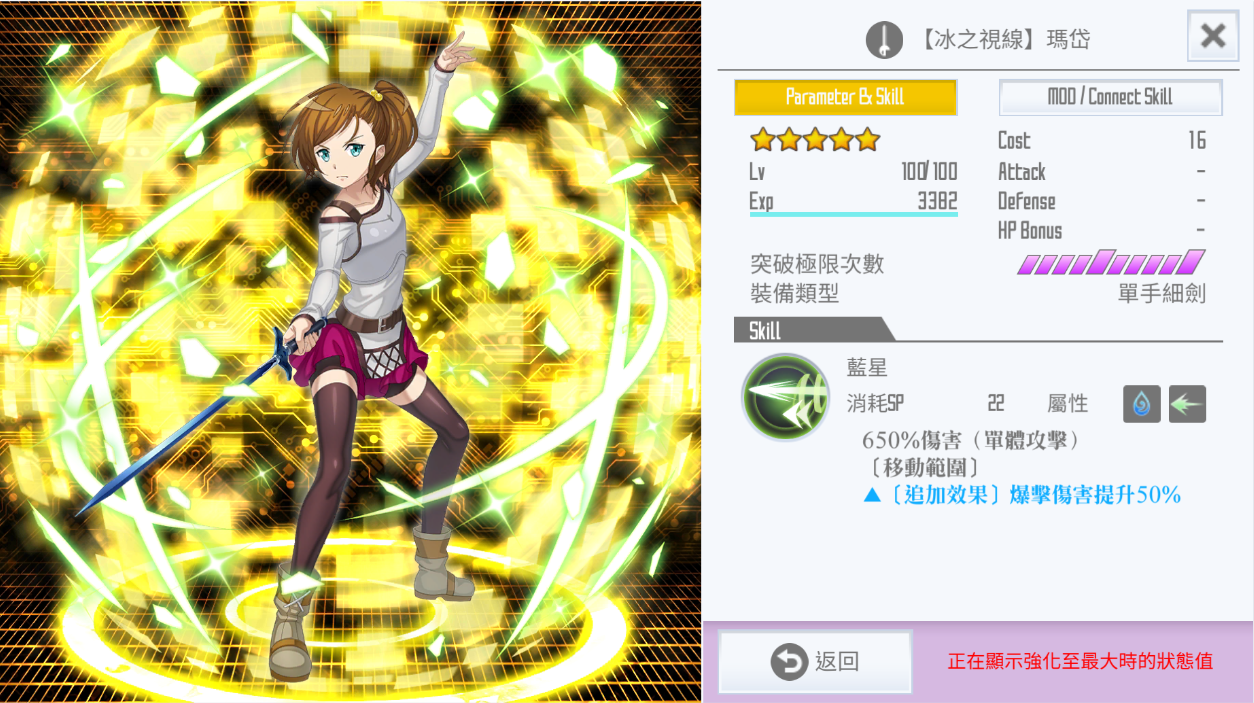 【冰之視線】瑪岱
Parameter & Skill
MOD / Connect Skill
Lv 100/100
Exp 3382
Cost 16
Attack -
Defense -
HP Bonus -
突破極限次數
裝備類型 單手細劍
Skill
藍星
消耗SP 22 屬性
650%傷害（單體攻擊）
〔移動範圍〕
▲〔追加效果〕爆擊傷害提升50%
返回
正在顯示強化至最大時的狀態值